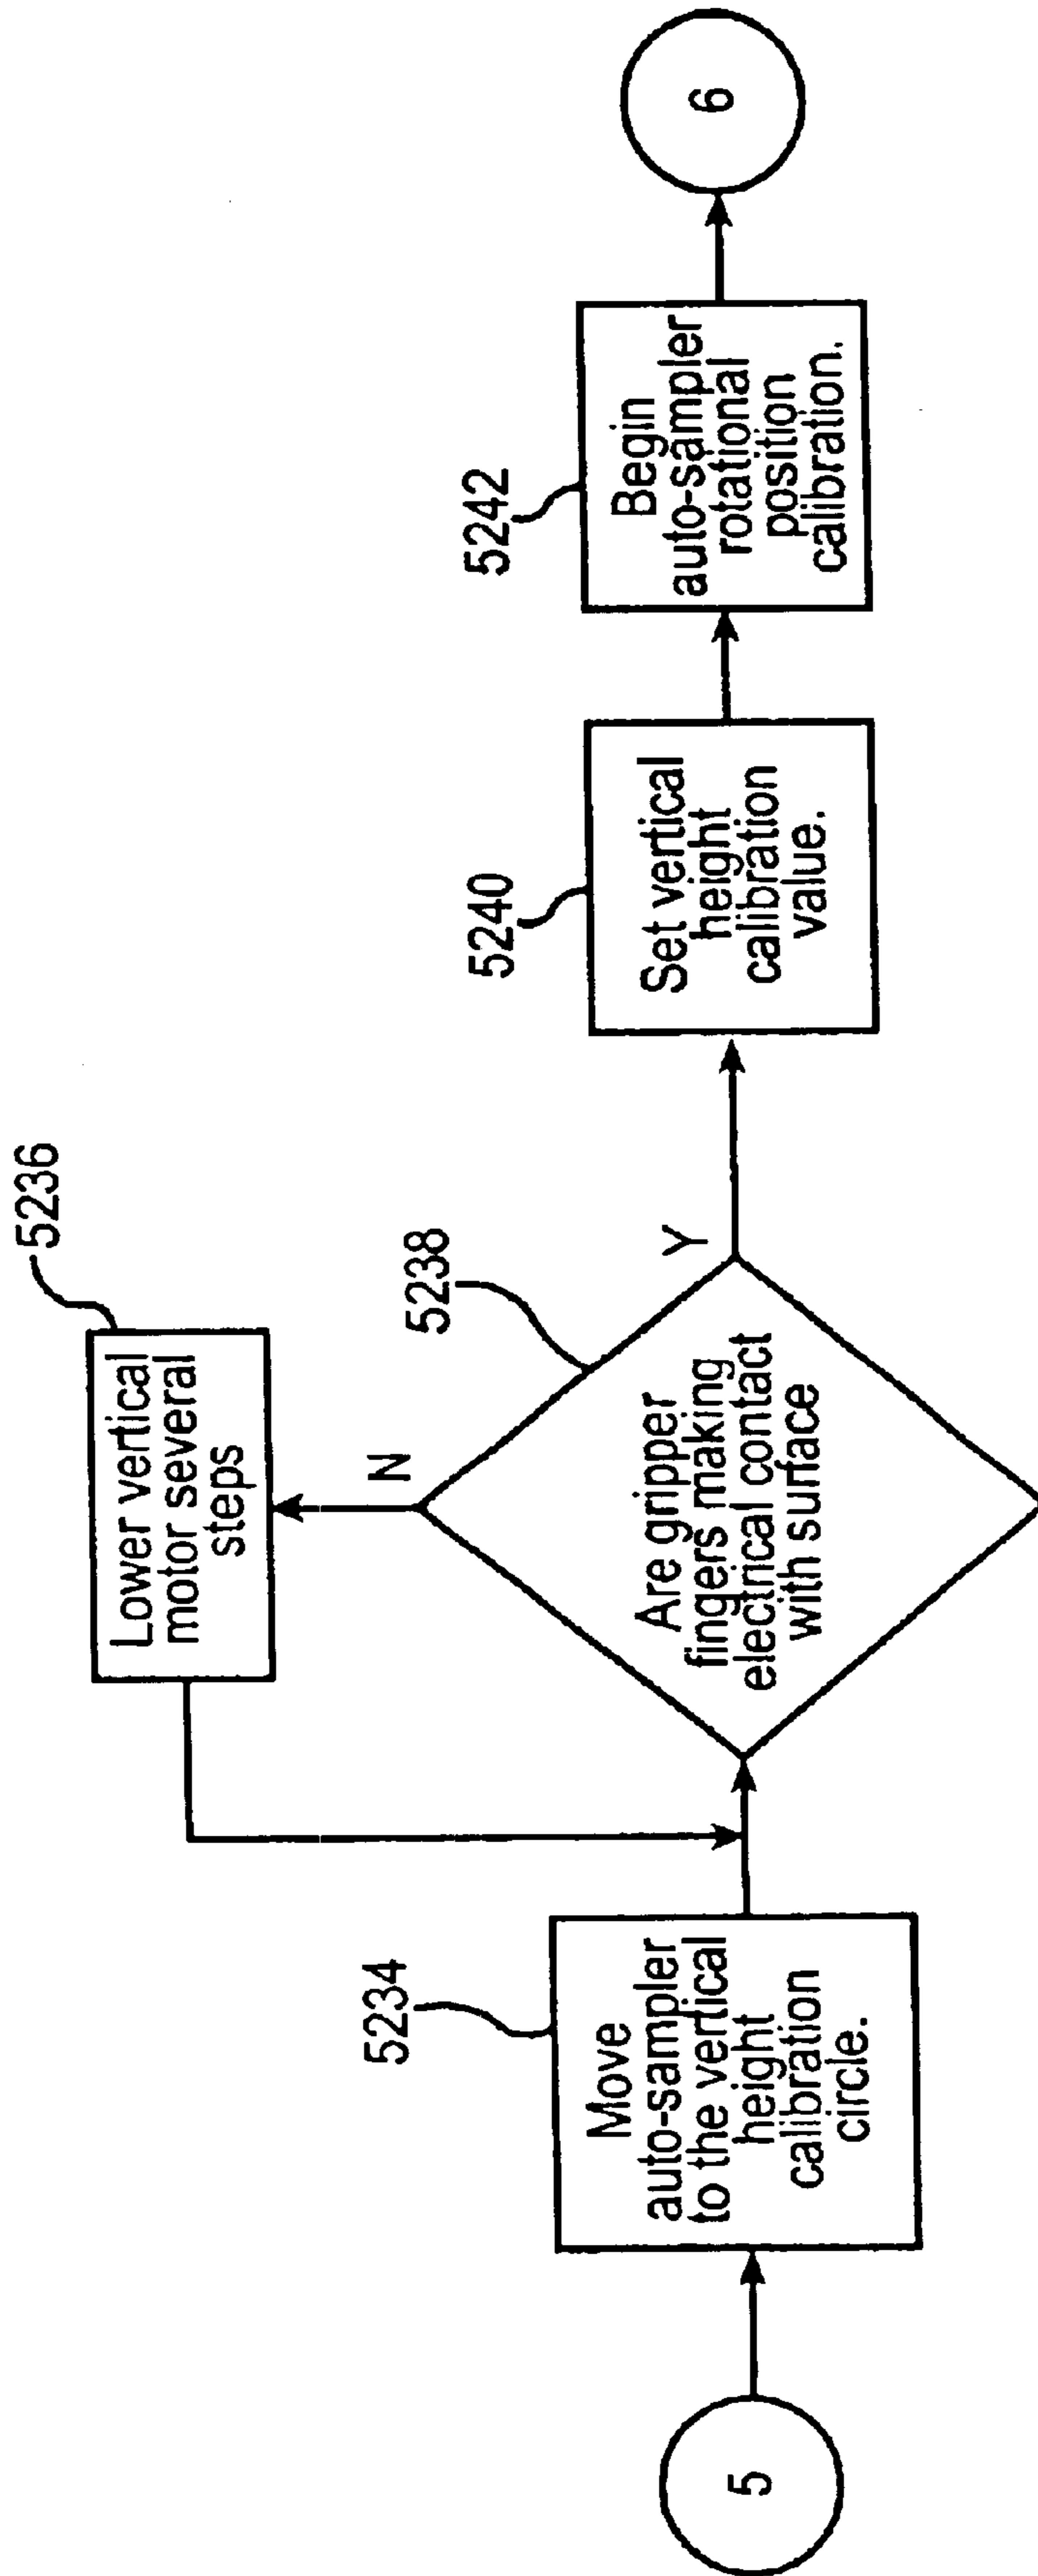 5
5234
Move
auto-sampler
to the vertical
height
calibration
circle.
5236
Lower vertical
motor several
steps
N
5238
Are gripper
fingers making
electrical contact
with surface
Y
5240
Set vertical
height
calibration
value.
5242
Begin
auto-sampler
rotational
position
calibration.
6